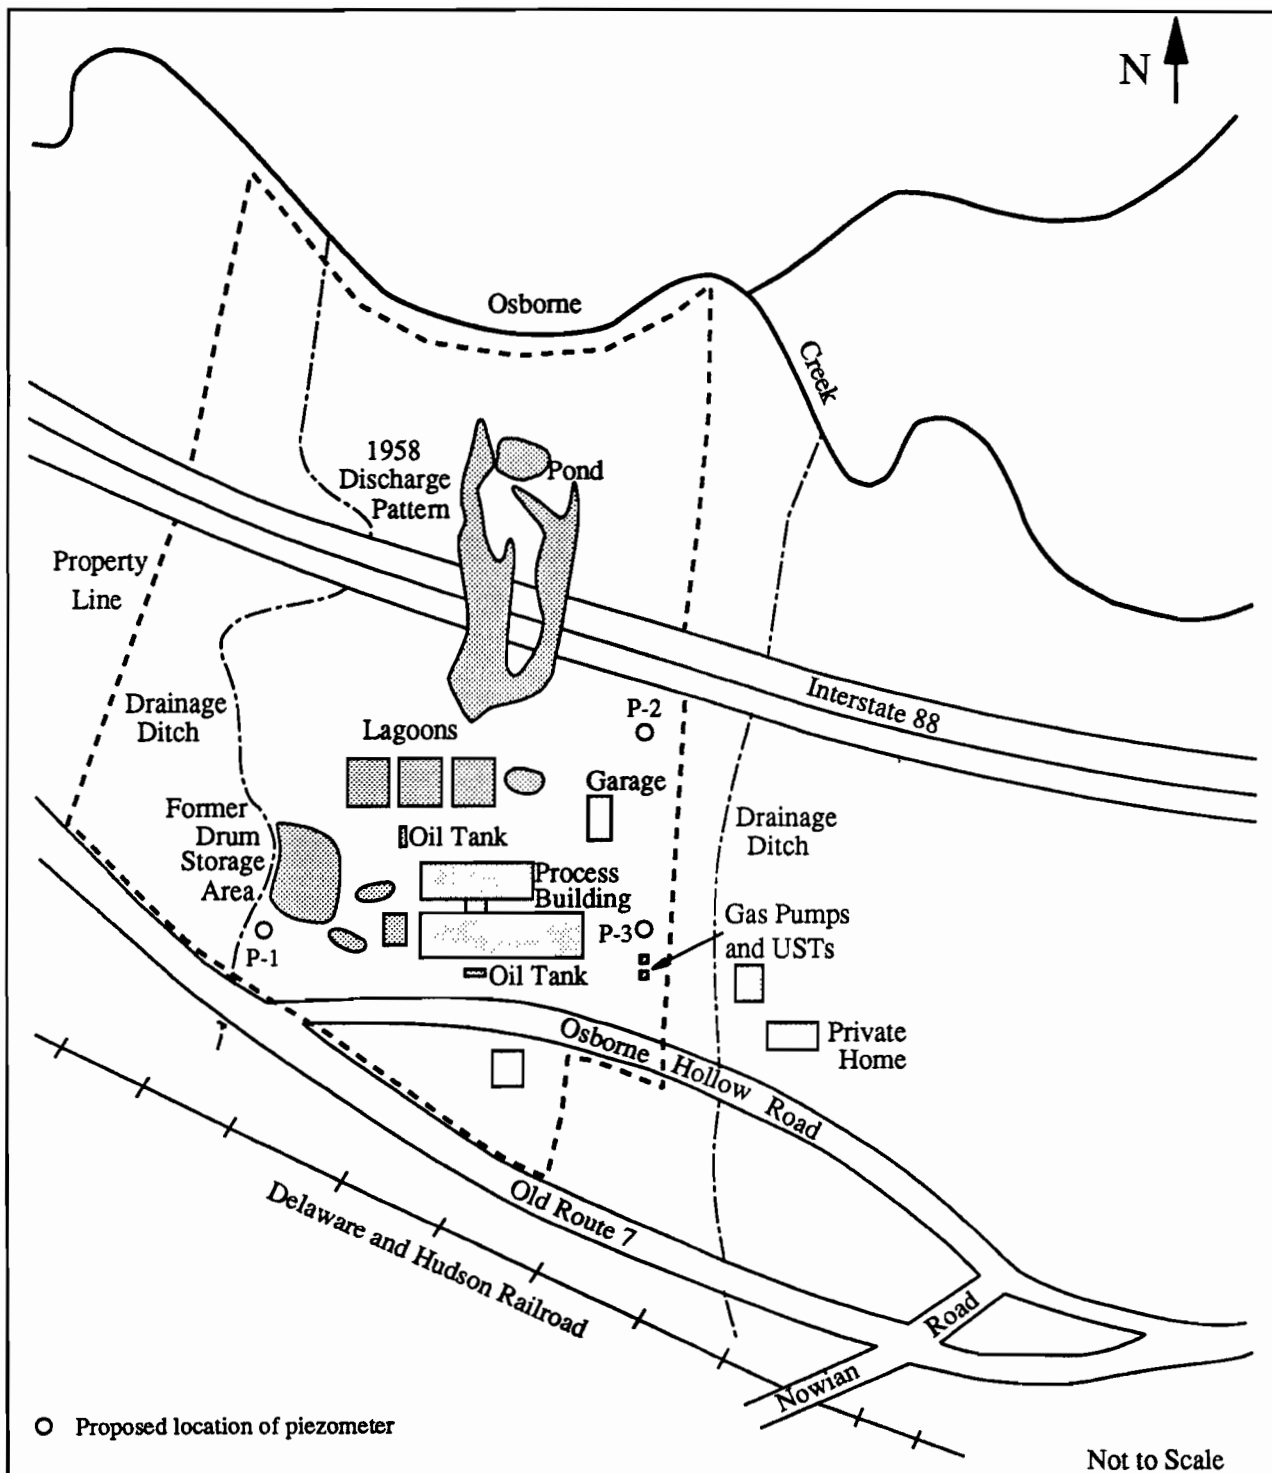 N
Osborne
Creek
1958
Discharge
Pattern
Pond
Property
Line
Interstate 88
Drainage
Ditch
P-2
Lagoons
Garage
Former
Drum
Storage
Area
Oil Tank
Drainage
Ditch
Process
Building
P-1
P-3
Gas Pumps
and USTs
Oil Tank
Osborne Hollow Road
Private
Home
Old Route 7
Delaware and Hudson Railroad
Road
Nowian
Proposed location of piezometer
Not to Scale